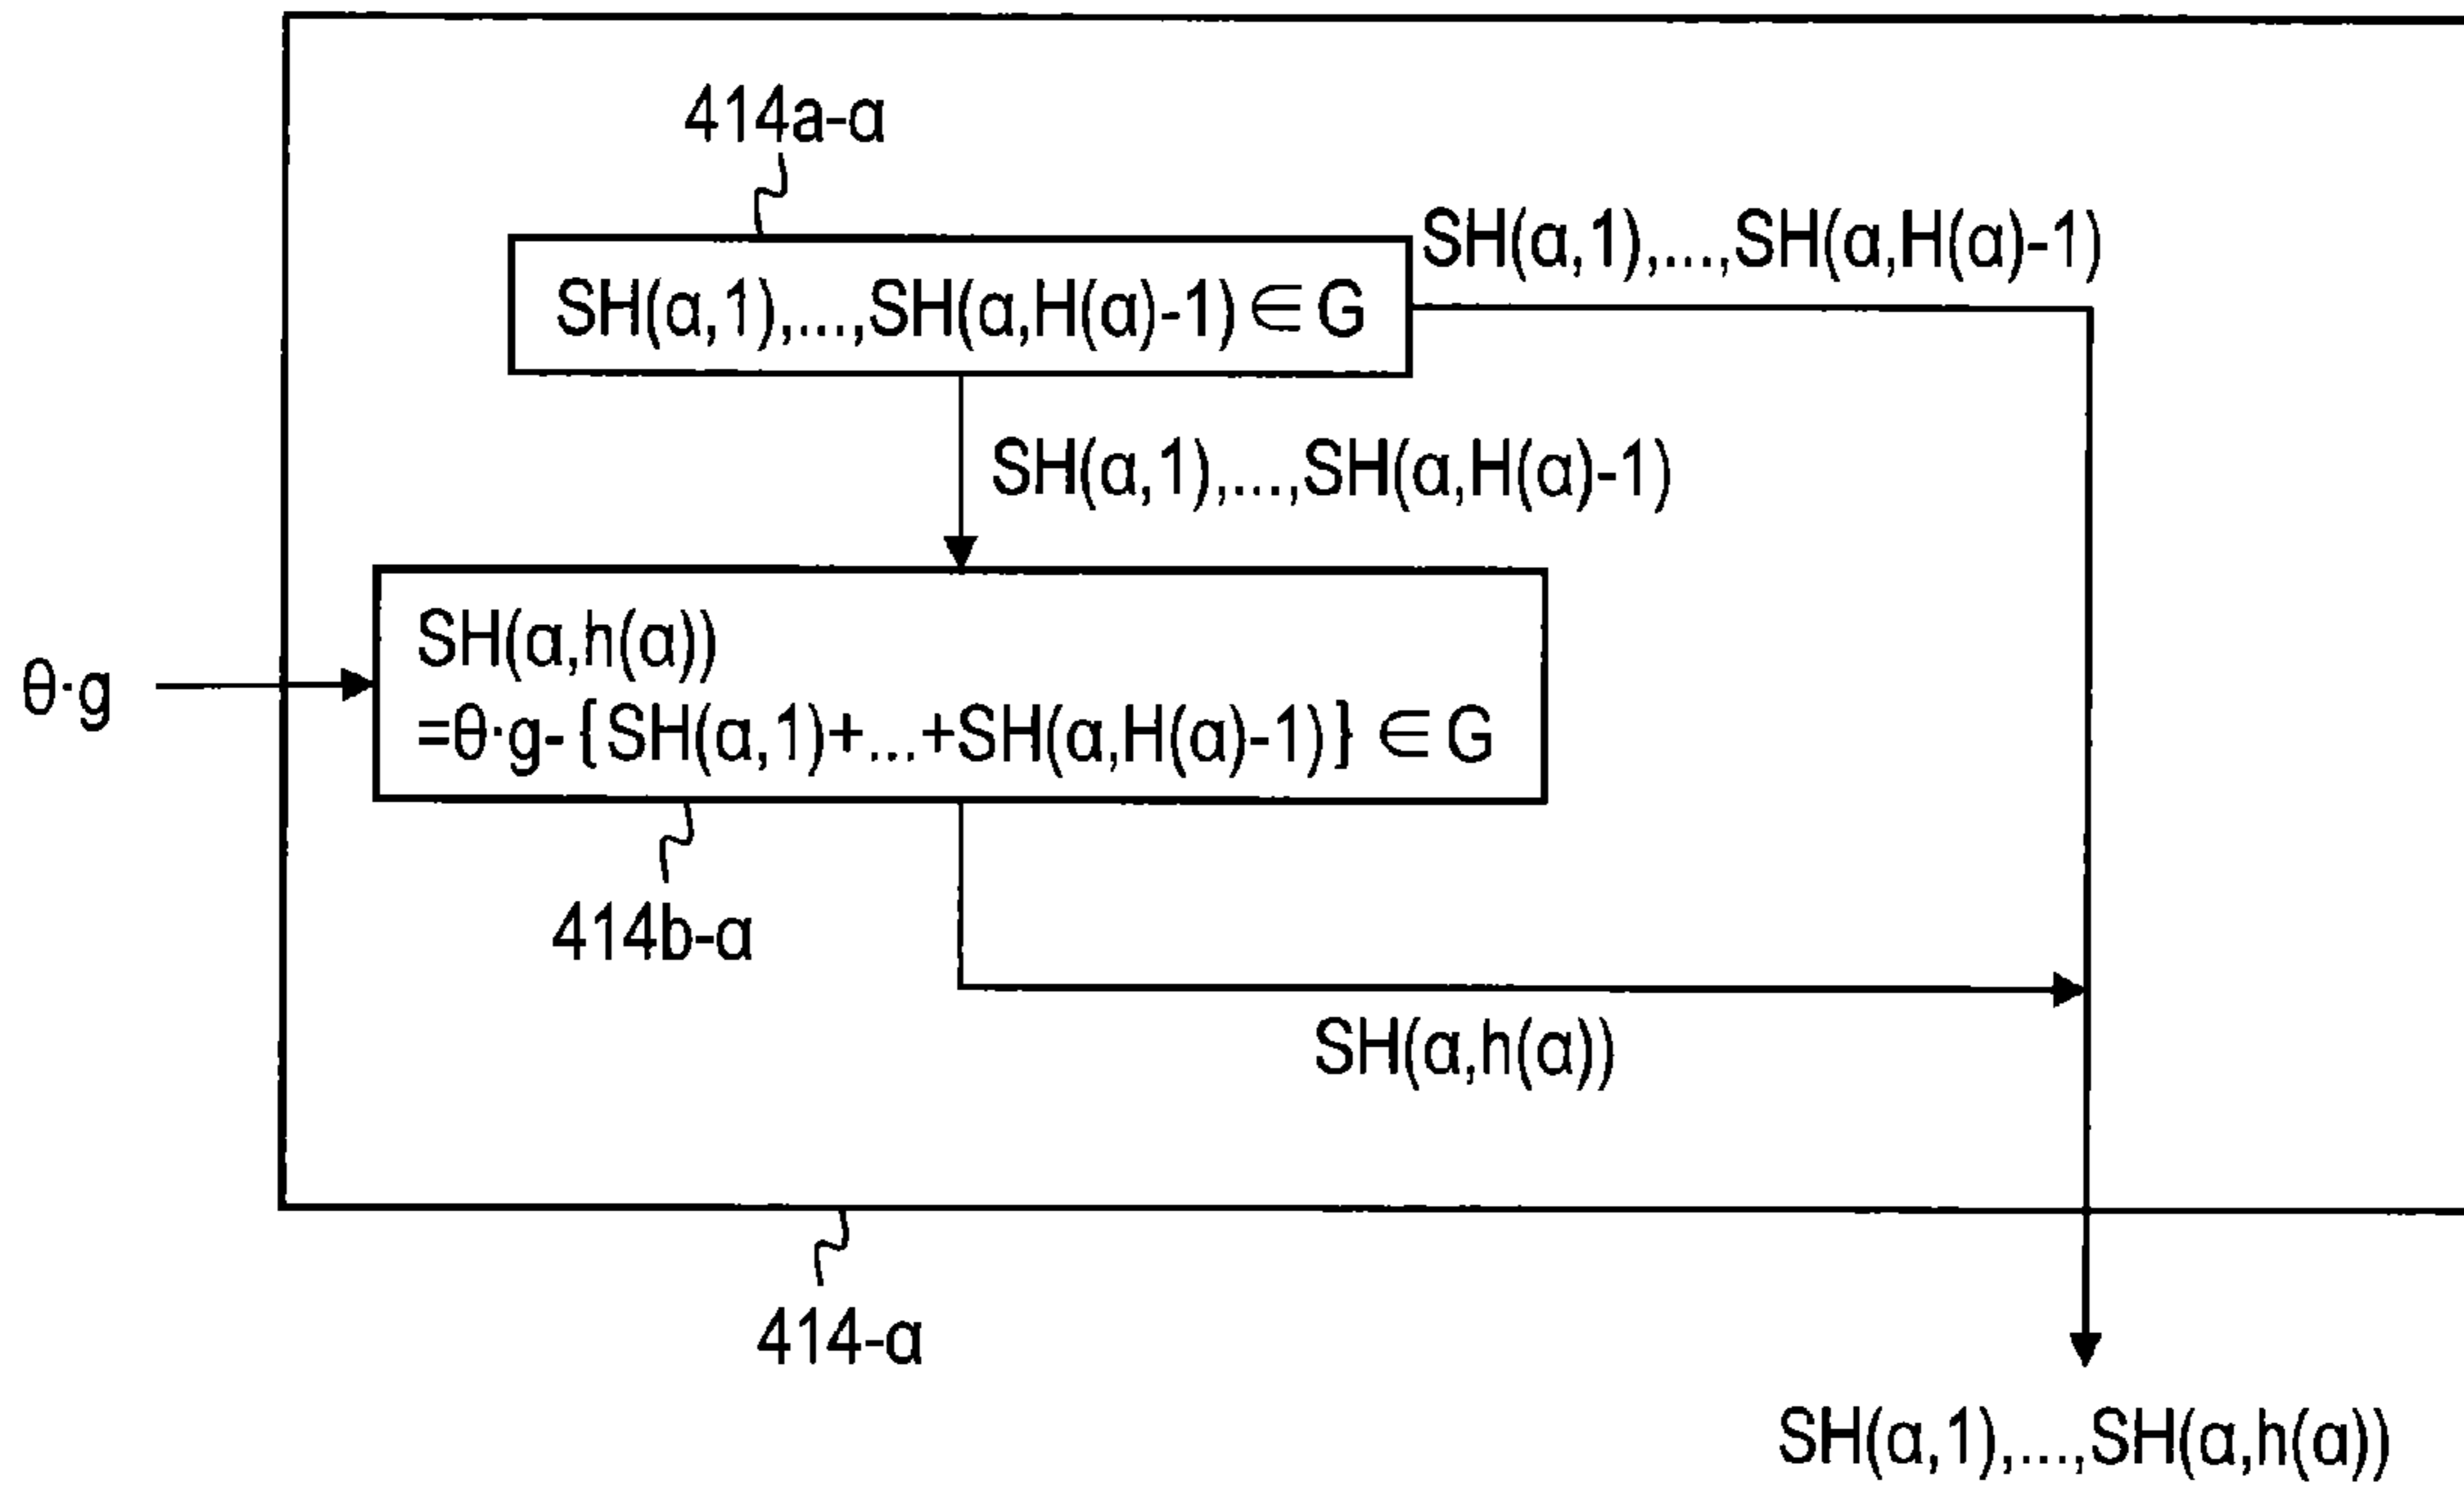 414a-α
SH(α,1),...,SH(α,H(α)-1)
SH(α,1),...,SH(α,H(α)-1)∈G
SH(α,1),...,SH(α,H(α)-1)
θ·g
SH(α,h(α))
=θ·g-{SH(α,1)+...+SH(α,H(α)-1)}∈G
414b-α
SH(α,h(α))
414-α
SH(α,1),...,SH(α,h(α))